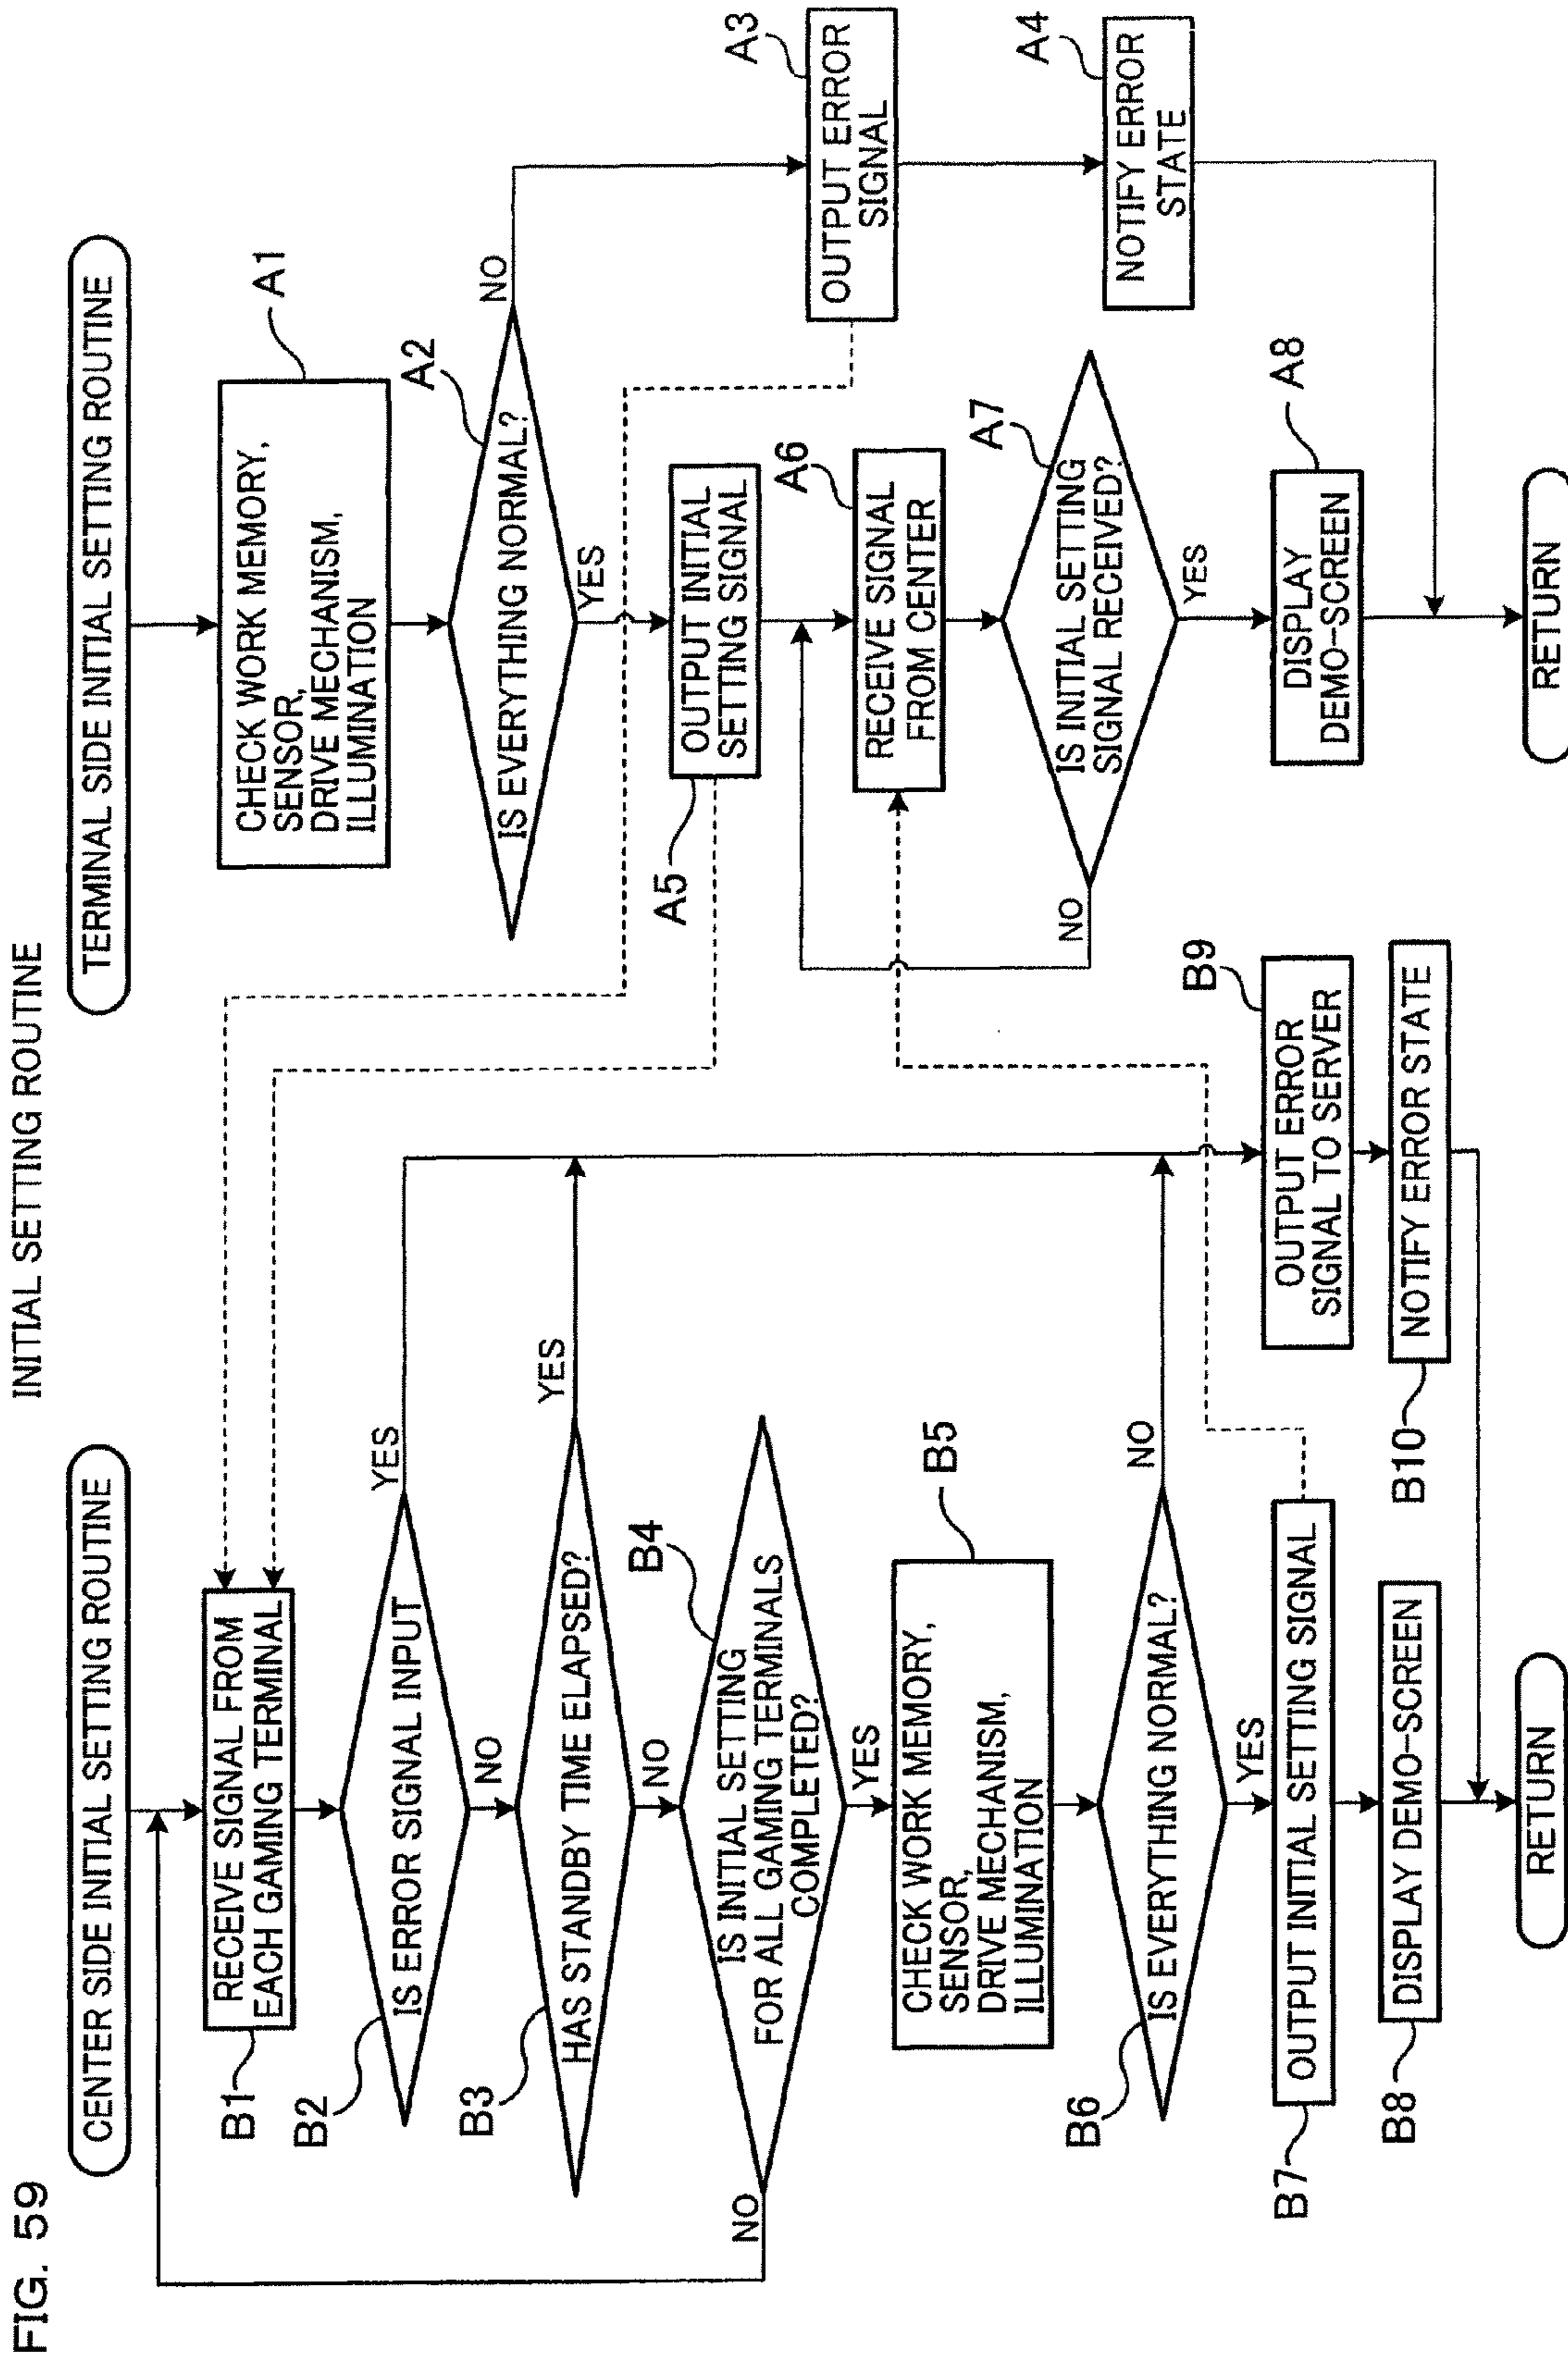 FIG. 59
INITIAL SETTING ROUTINE
CENTER SIDE INITIAL SETTING ROUTINE
B1
RECEIVE SIGNAL FROM
EACH GAMING TERMINAL
B2
IS ERROR SIGNAL INPUT
YES
NO
B3
HAS STANDBY TIME ELAPSED?
YES
NO
B4
IS INITIAL SETTING
FOR ALL GAMING TERMINALS
COMPLETED?
NO
YES
B5
CHECK WORK MEMORY,
SENSOR,
DRIVE MECHANISM,
ILLUMINATION
B6
IS EVERYTHING NORMAL?
NO
YES
B7
OUTPUT INITIAL SETTING SIGNAL
B8
DISPLAY DEMO-SCREEN
B9
OUTPUT ERROR
SIGNAL TO SERVER
B10
NOTIFY ERROR STATE
RETURN
TERMINAL SIDE INITIAL SETTING ROUTINE
A1
CHECK WORK MEMORY,
SENSOR,
DRIVE MECHANISM,
ILLUMINATION
A2
IS EVERYTHING NORMAL?
NO
YES
A3
OUTPUT ERROR
SIGNAL
A4
NOTIFY ERROR
STATE
A5
OUTPUT INITIAL
SETTING SIGNAL
A6
RECEIVE SIGNAL
FROM CENTER
A7
IS INITIAL SETTING
SIGNAL RECEIVED?
NO
YES
A8
DISPLAY
DEMO-SCREEN
RETURN